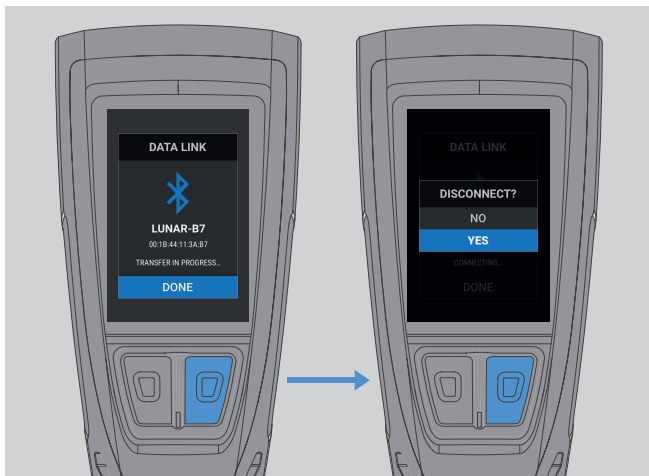 DATA LINK
LUNAR-B7
00:1B:44:11:3A:B7
TRANSFER IN PROGRESS...
DONE
DATA LINK
DISCONNECT?
NO
YES
CONNECTING...
DONE